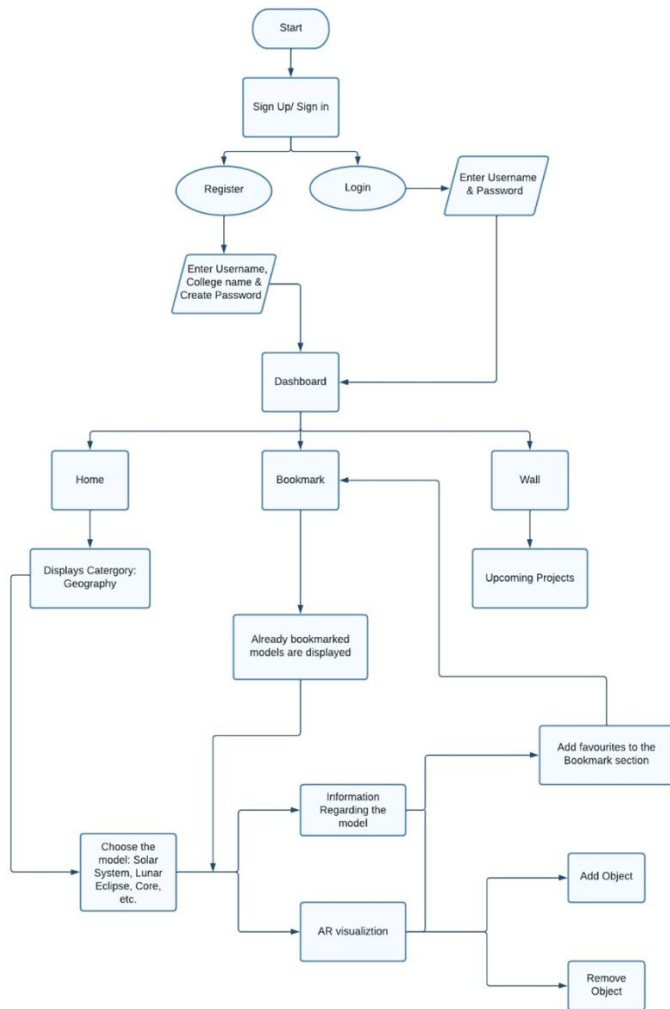 Start
Sign Up/ Sign in
Register
Login
Enter Username
& Password
Enter Username,
College name &
Create Password
Dashboard
Home
Bookmark
Wall
Displays Catergory:
Geography
Upcoming Projects
Already bookmarked
models are displayed
Add favourites to the
Bookmark section
Information
Regarding the
model
Choose the
model: Solar
System, Lunar
Eclipse, Core,
etc.
Add Object
AR visualiztion
Remove
Object